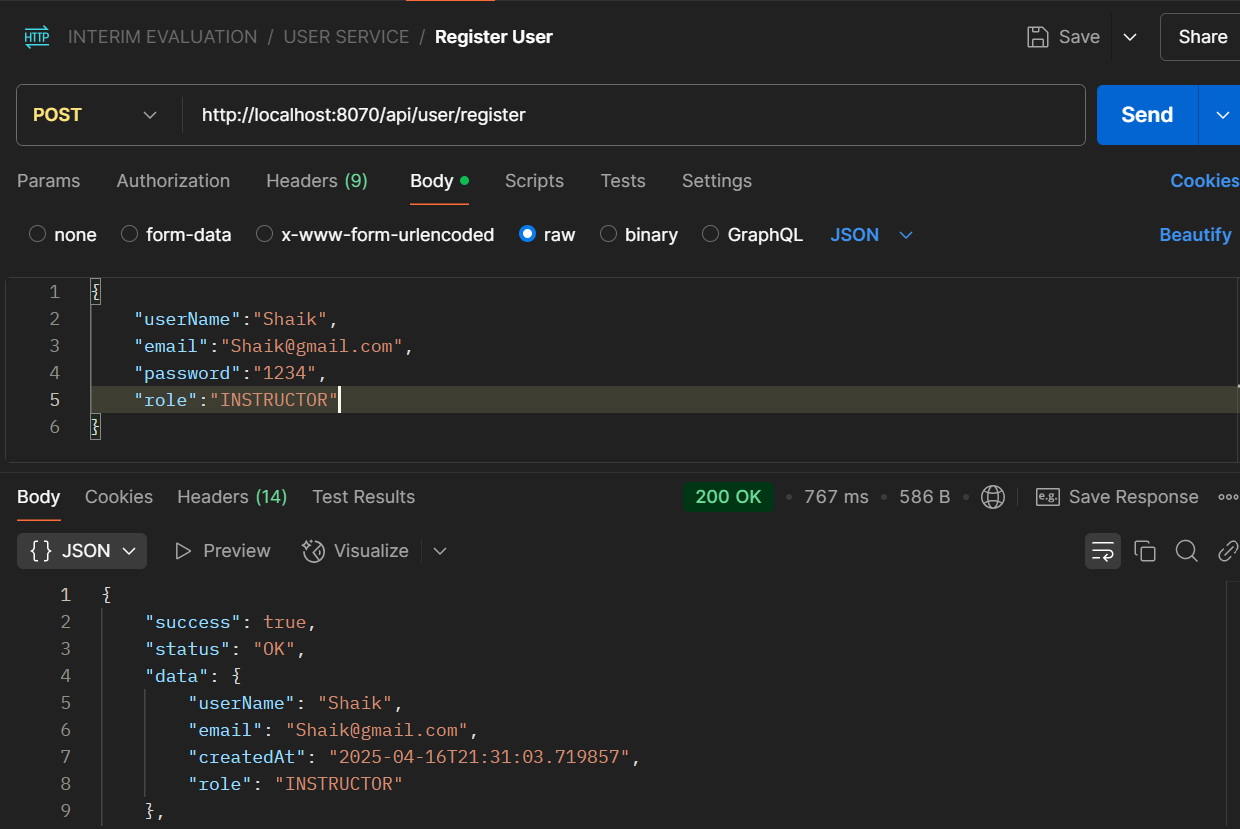 HTTP INTERIM EVALUATION / USER SERVICE / Register User Save Share
POST http://localhost:8070/api/user/register Send
Params Authorization Headers (9) Body Scripts Tests Settings Cookies
none form-data x-www-form-urlencoded raw binary GraphQL JSON Beautify
1 {
2 "userName":"Shaik",
3 "email":"Shaik@gmail.com",
4 "password":"1234",
5 "role":"INSTRUCTOR"
6 }
Body Cookies Headers (14) Test Results 200 OK • 767 ms • 586 B • e.g. Save Response
{} JSON Preview Visualize
1 {
2 "success": true,
3 "status": "OK",
4 "data": {
5 "userName": "Shaik",
6 "email": "Shaik@gmail.com",
7 "createdAt": "2025-04-16T21:31:03.719857",
8 "role": "INSTRUCTOR"
9 },